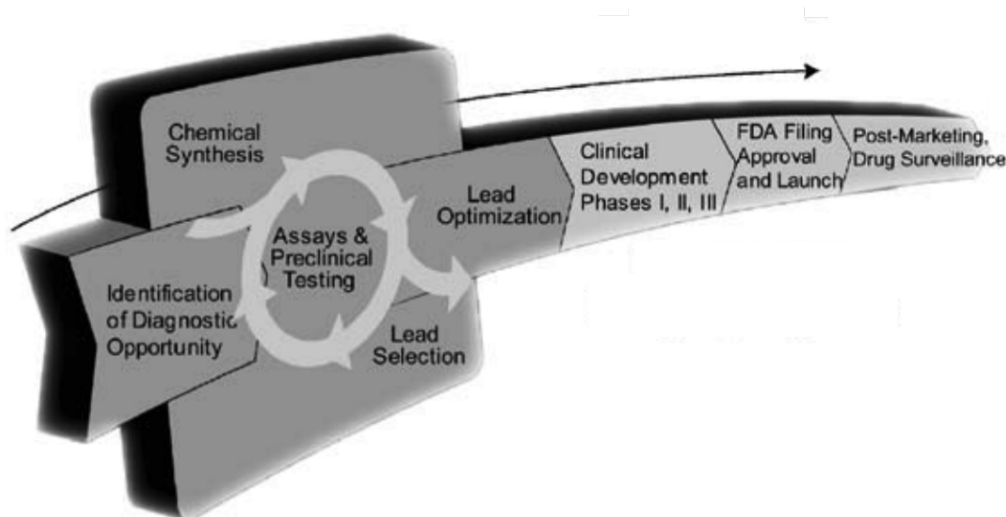 Chemical
Synthesis
Identification
of Diagnostic
Opportunity
Assays &
Preclinical
Testing
Lead
Selection
Lead
Optimization
Clinical
Development
Phases I, II, III
FDA Filing
Approval
and Launch
Post-Marketing,
Drug Surveillance